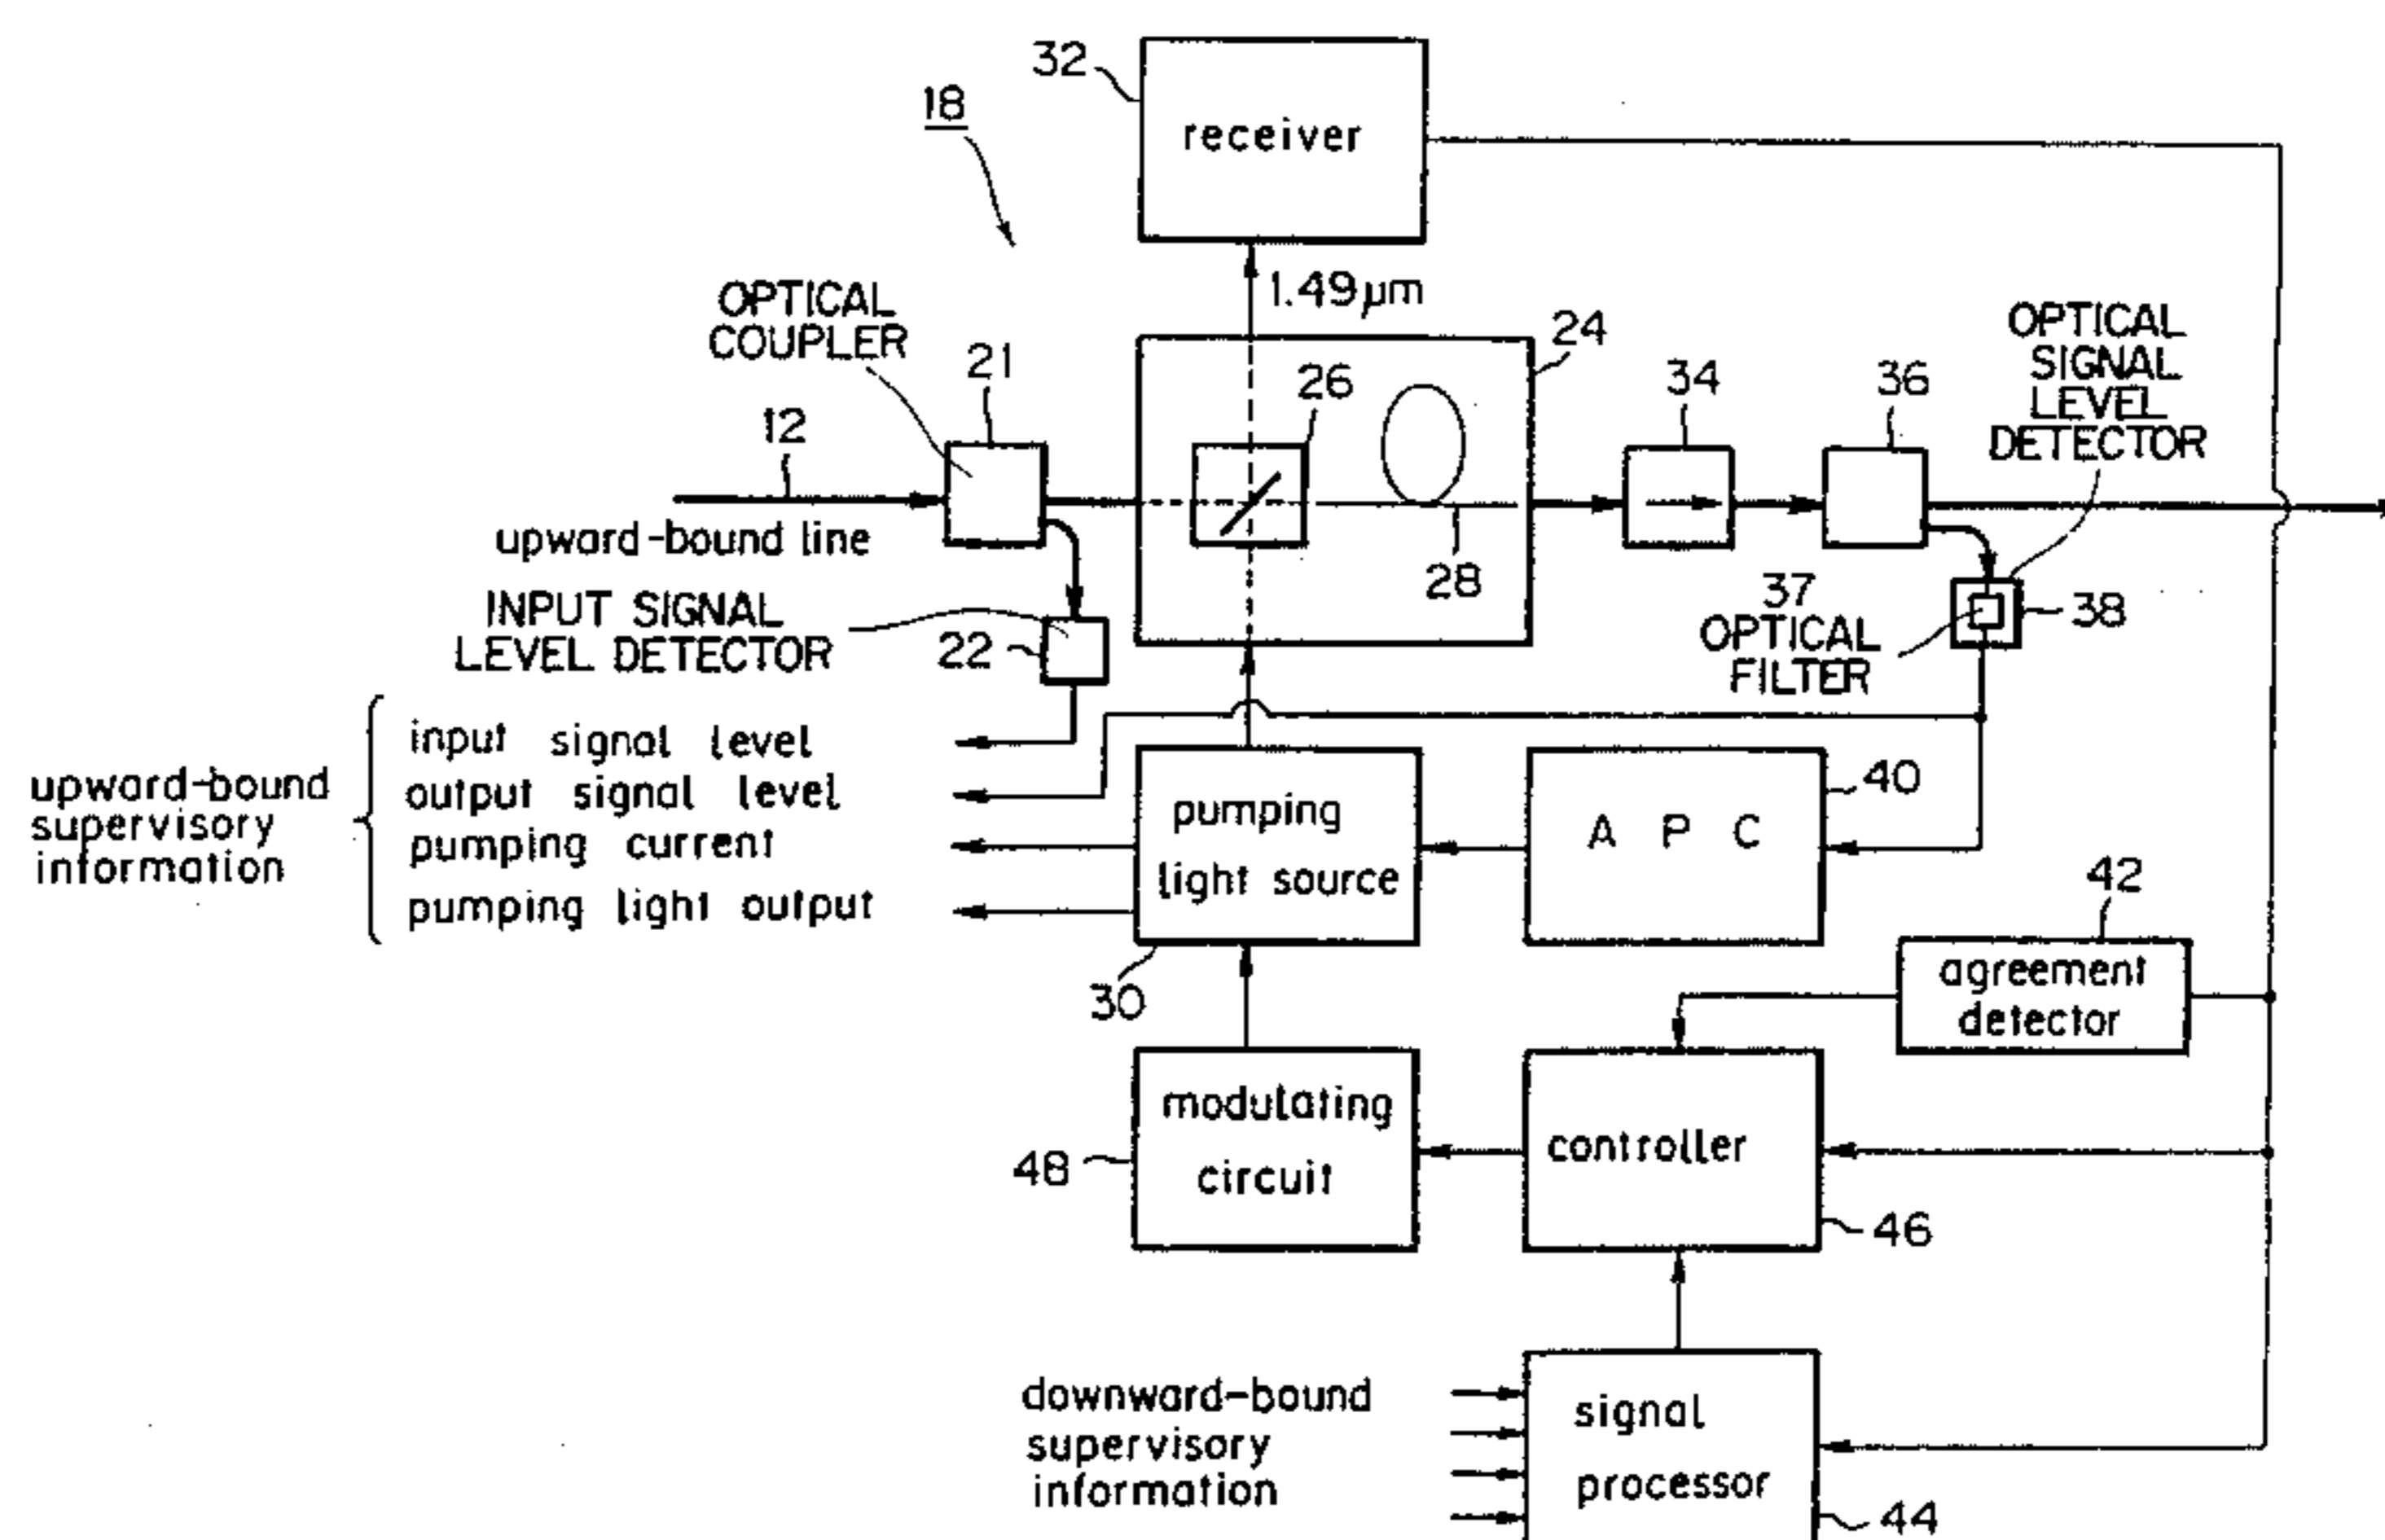 32
receiver
18
1.49µm
OPTICAL
COUPLER
21
24
26
34
36
OPTICAL
SIGNAL
LEVEL
DETECTOR
12
upward-bound line
28
INPUT SIGNAL
LEVEL DETECTOR
22
37
OPTICAL
FILTER
38
upward-bound
supervisory
information
input signal level
output signal level
pumping current
pumping light output
pumping
light source
30
A P C
40
42
agreement
detector
modulating
circuit
48
controller
46
downward-bound
supervisory
information
signal
processor
44